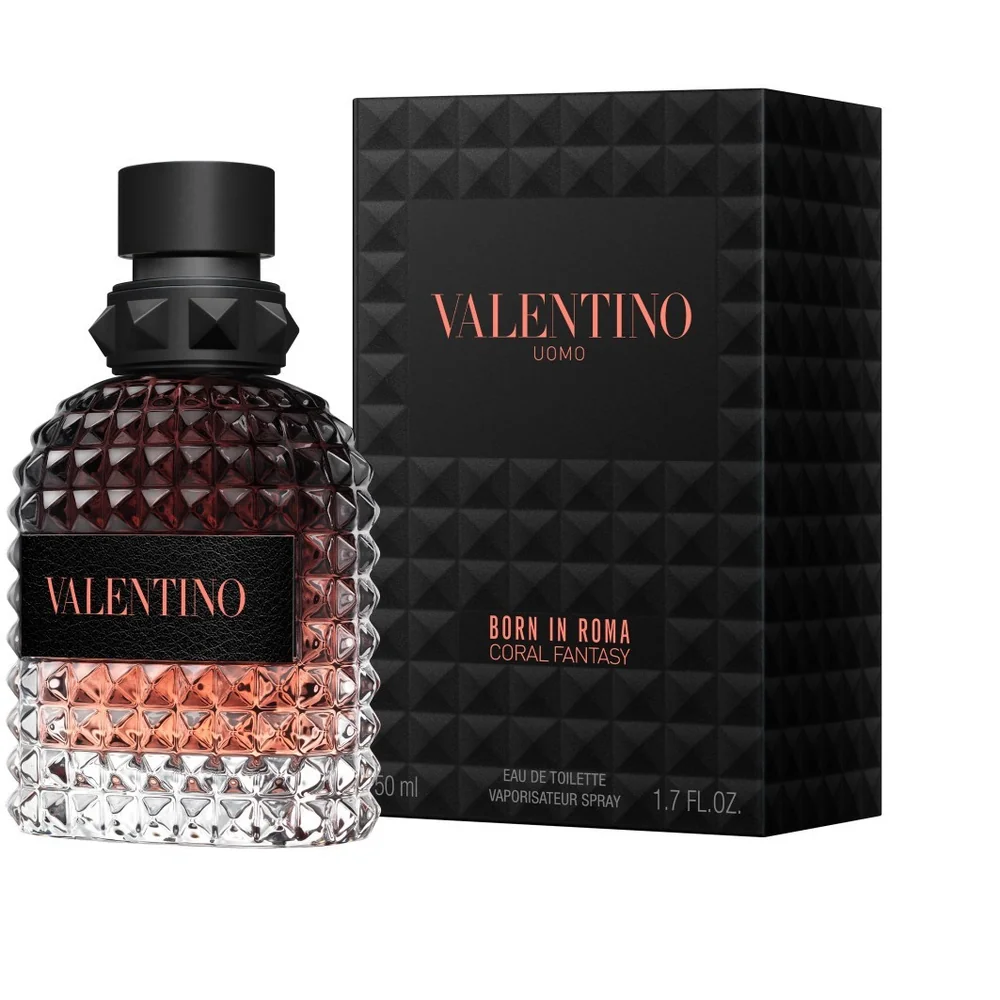 VALENTINO
UOMO
BORN IN ROMA
CORAL FANTASY
50 ml
EAU DE TOILETTE
VAPORISATEUR SPRAY
1.7 FL.OZ.
VALENTINO